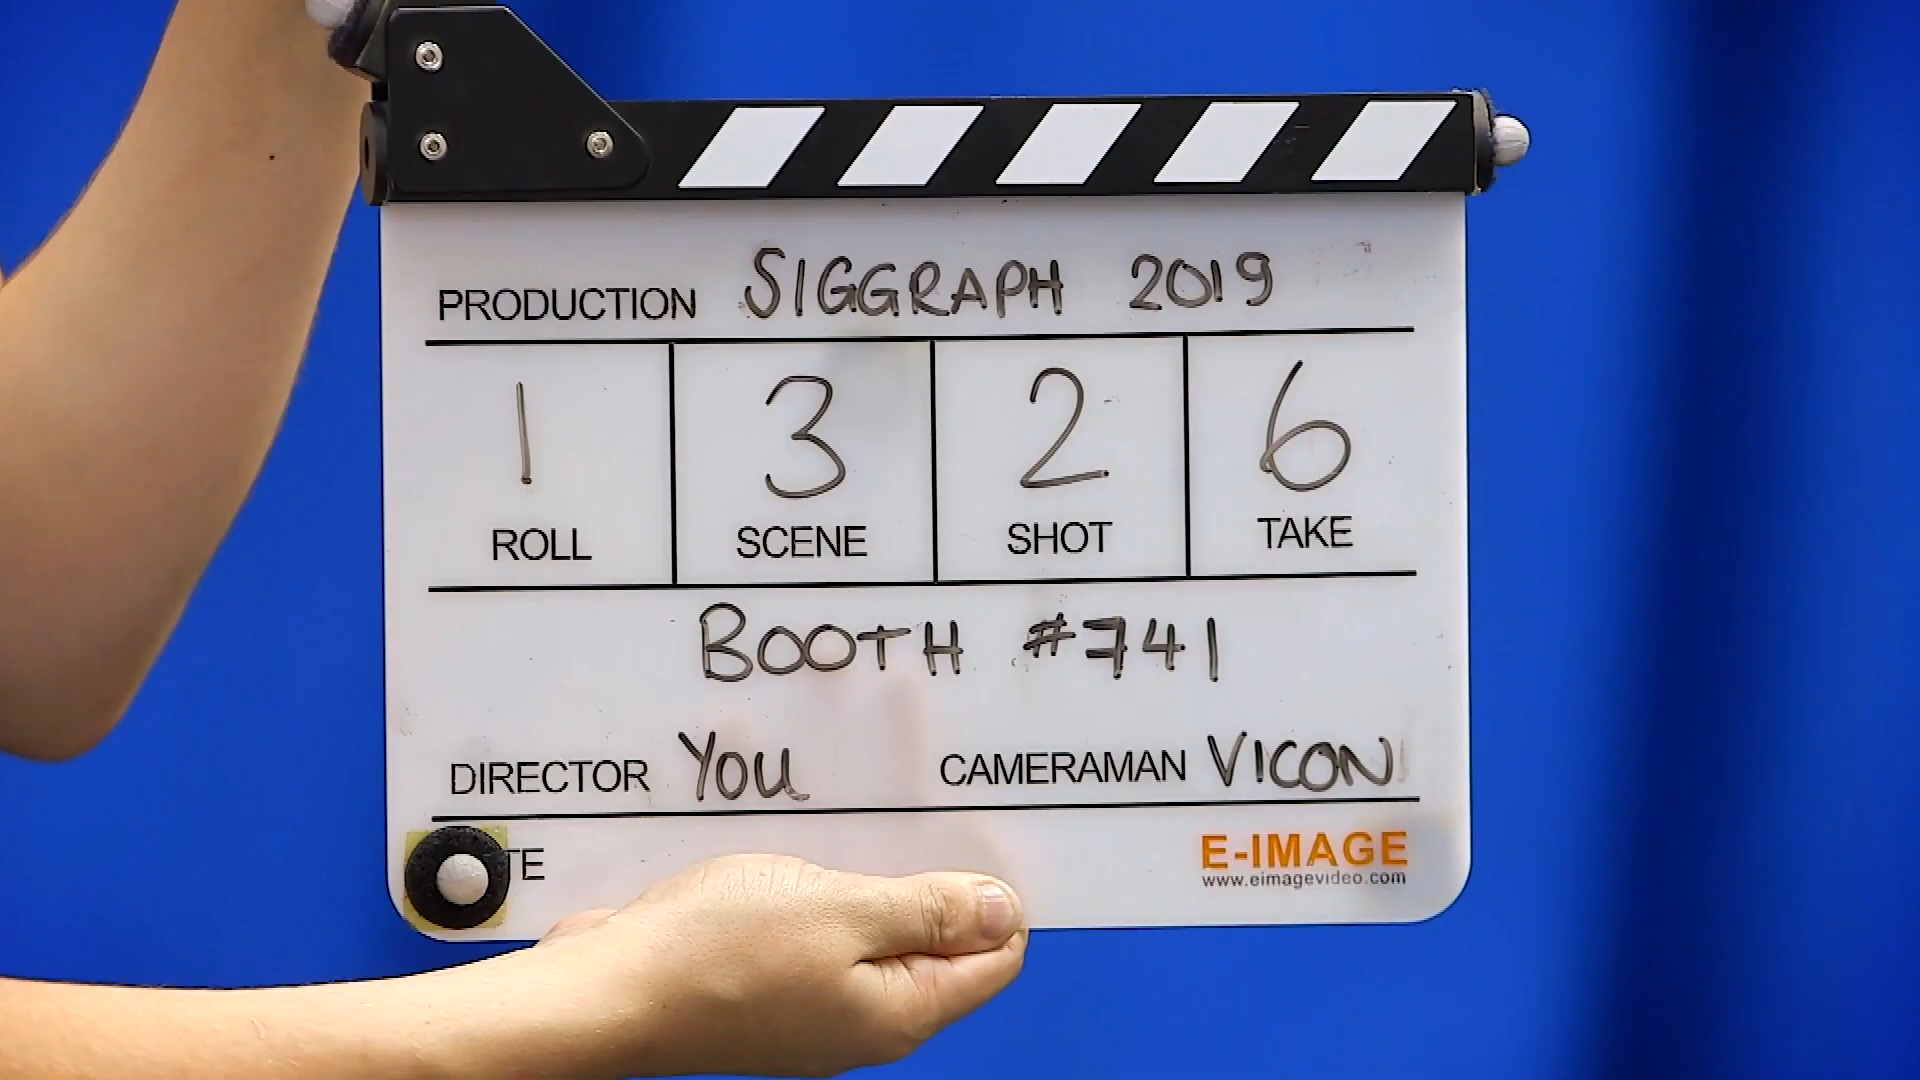 PRODUCTION SIGGRAPH 2019
1 3 2 6
ROLL SCENE SHOT TAKE
BOOTH #741
DIRECTOR YOU CAMERAMAN VICON
E-IMAGE
www.eimagevideo.com